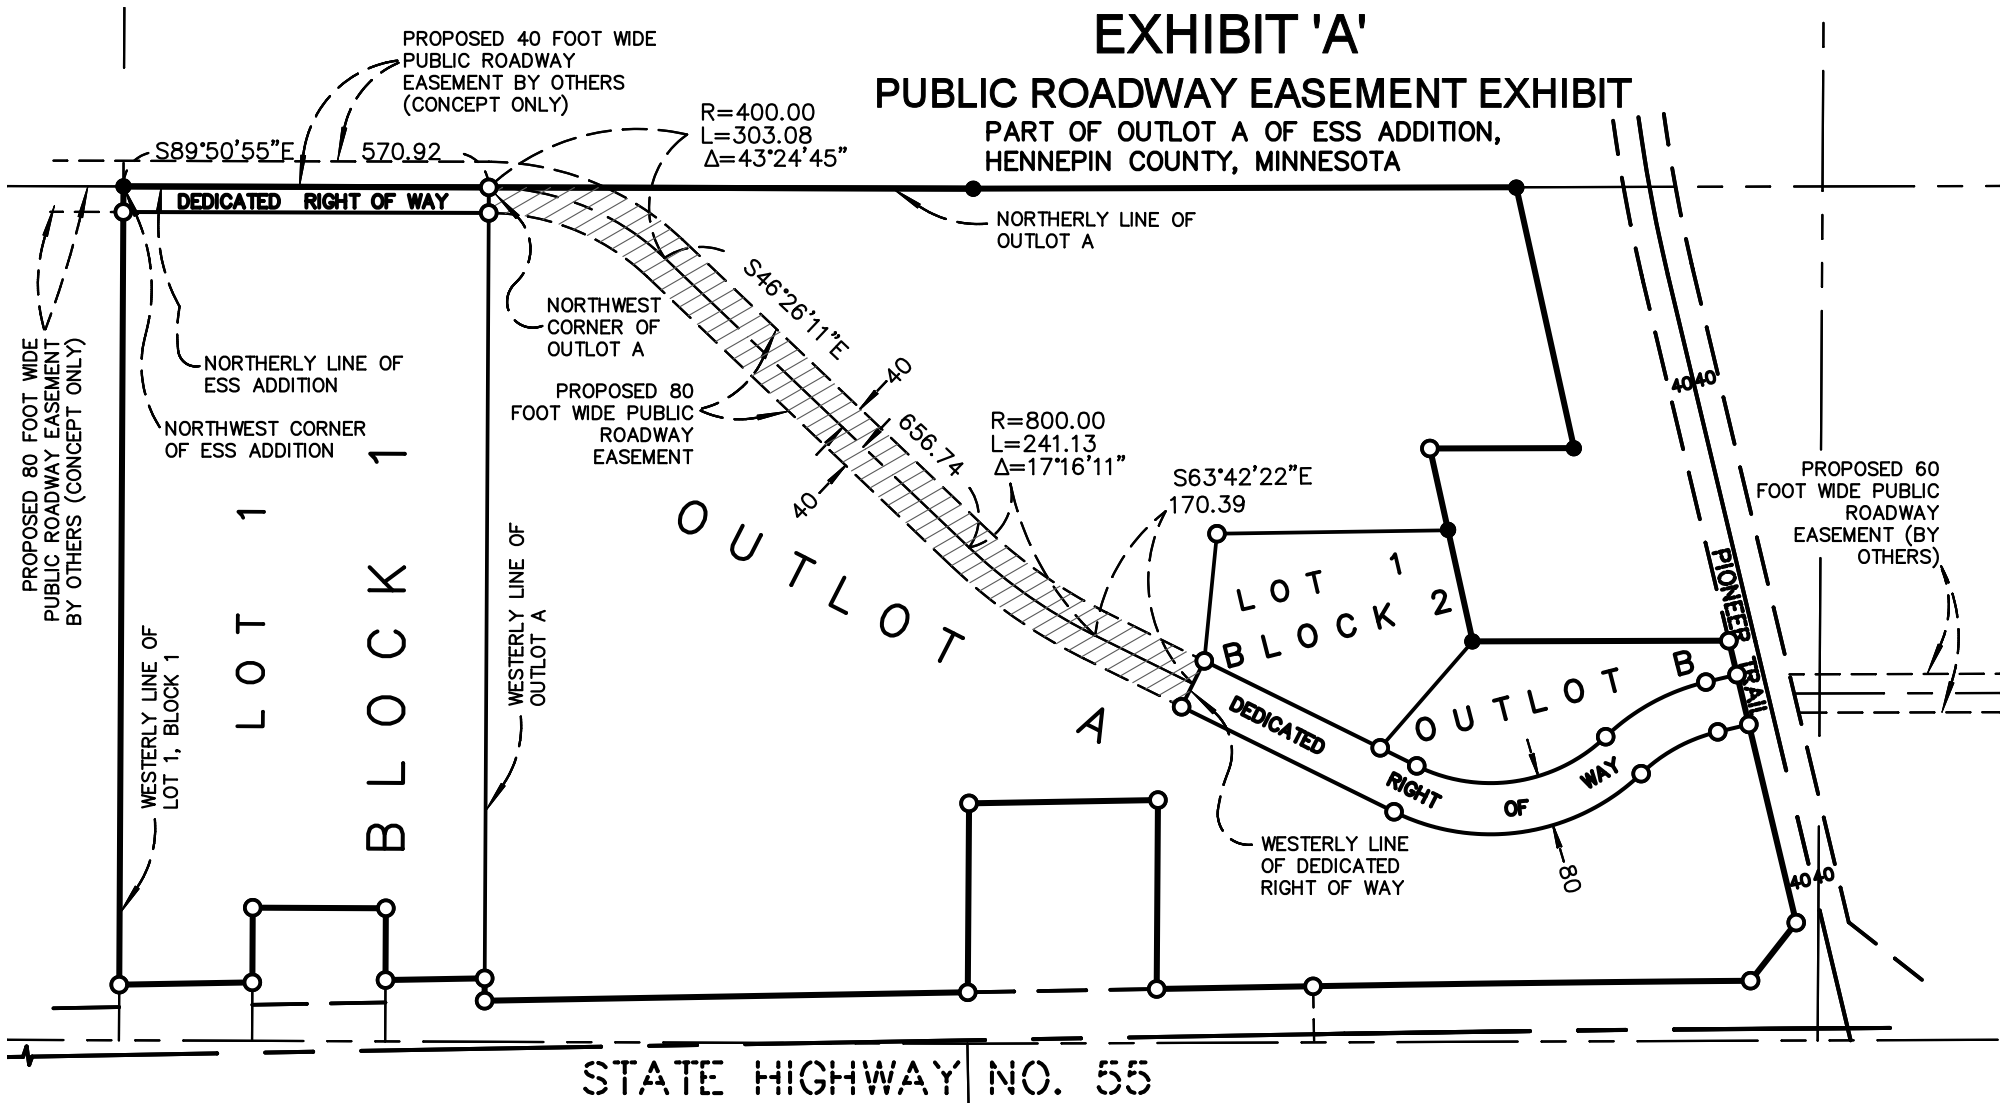 EXHIBIT 'A'
PUBLIC ROADWAY EASEMENT EXHIBIT
PART OF OUTLOT A OF ESS ADDITION,
HENNEPIN COUNTY, MINNESOTA
PROPOSED 40 FOOT WIDE
PUBLIC ROADWAY
EASEMENT BY OTHERS
(CONCEPT ONLY)
R=400.00
L=303.08
Δ=43°24'45"
S89°50'55"E
570.92
DEDICATED RIGHT OF WAY
NORTHERLY LINE OF
OUTLOT A
S46°26'11"E
656.74
NORTHWEST
CORNER OF
OUTLOT A
NORTHERLY LINE OF
ESS ADDITION
NORTHWEST CORNER
OF ESS ADDITION
PROPOSED 80 FOOT WIDE
PUBLIC ROADWAY EASEMENT
BY OTHERS (CONCEPT ONLY)
PROPOSED 80
FOOT WIDE PUBLIC
ROADWAY
EASEMENT
40
40
R=800.00
L=241.13
Δ=17°16'11"
S63°42'22"E
170.39
40 40
PROPOSED 60
FOOT WIDE PUBLIC
ROADWAY
EASEMENT (BY
OTHERS)
PIONEER TRAIL
LOT 1
BLOCK 1
WESTERLY LINE OF
LOT 1, BLOCK 1
WESTERLY LINE OF
OUTLOT A
OUTLOT A
LOT 1
BLOCK 2
OUTLOT B
DEDICATED RIGHT OF WAY
WESTERLY LINE
OF DEDICATED
RIGHT OF WAY
80
40 40
STATE HIGHWAY NO. 55